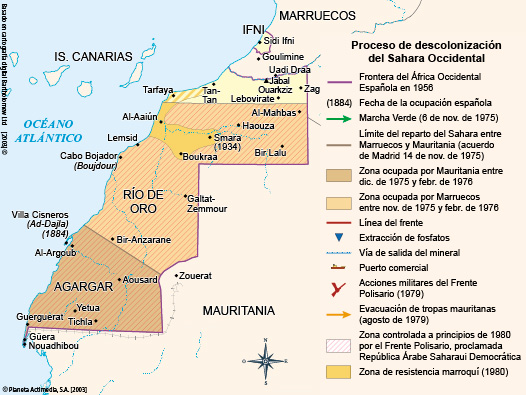 Basado en cartografía digital EarthRomen Ltd. [2003] ©
MARRUECOS
IFNI
Sidi Ifni
IS. CANARIAS
Goulimine
Uadi Draa
Tan-
Tan
Jabal
Ouarkziz
Zag
Tarfaya
Lebovirate
Al-Mahbas
Al-Aaiún
OCÉANO
ATLÁNTICO
Haouza
Smara
(1934)
Lemsid
Bir Lalu
Cabo Bojador
(Boujdour)
Boukraa
RÍO DE
ORO
Galtat-
Zemmour
Villa Cisneros
(Ad-Dajla)
(1884)
Bir-Anzarane
Al-Argoub
AGARGAR
Aousard
Zouerat
Yetua
Guerguerat
Tichla
MAURITANIA
Güera
Nouadhibou
© Planeta Actimedia, S.A. [2003]
Proceso de descolonización
del Sahara Occidental
Frontera del África Occidental
Española en 1956
(1884) Fecha de la ocupación española
Marcha Verde (6 de nov. de 1975)
Límite del reparto del Sahara entre
Marruecos y Mauritania (acuerdo
de Madrid 14 de nov. de 1975)
Zona ocupada por Mauritania entre
dic. de 1975 y febr. de 1976
Zona ocupada por Marruecos
entre nov. de 1975 y febr. de 1976
Línea del frente
Extracción de fosfatos
Vía de salida del mineral
Puerto comercial
Acciones militares del Frente
Polisario (1979)
Evacuación de tropas mauritanas
(agosto de 1979)
Zona controlada a principios de 1980
por el Frente Polisario, proclamada
República Árabe Saharaui Democrática
Zona de resistencia marroquí (1980)